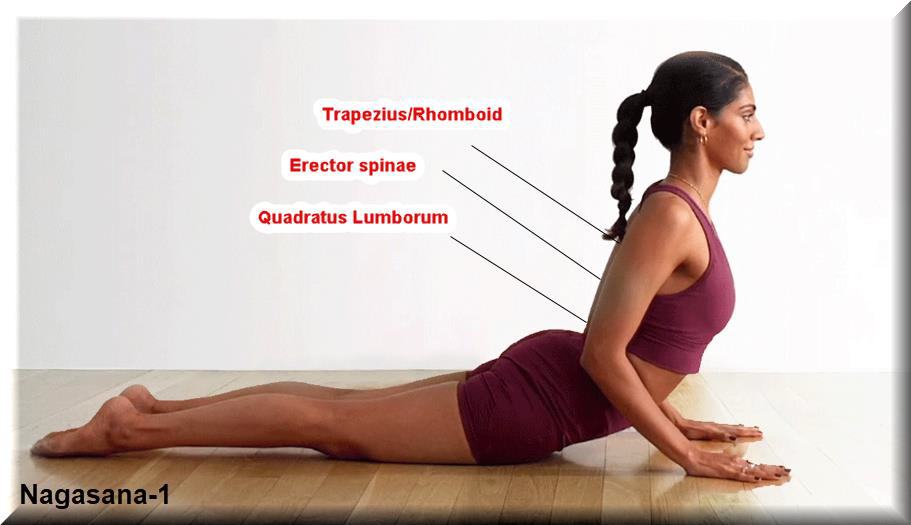 Trapezius/Rhomboid
Erector spinae
Quadratus Lumborum
Nagasana-1